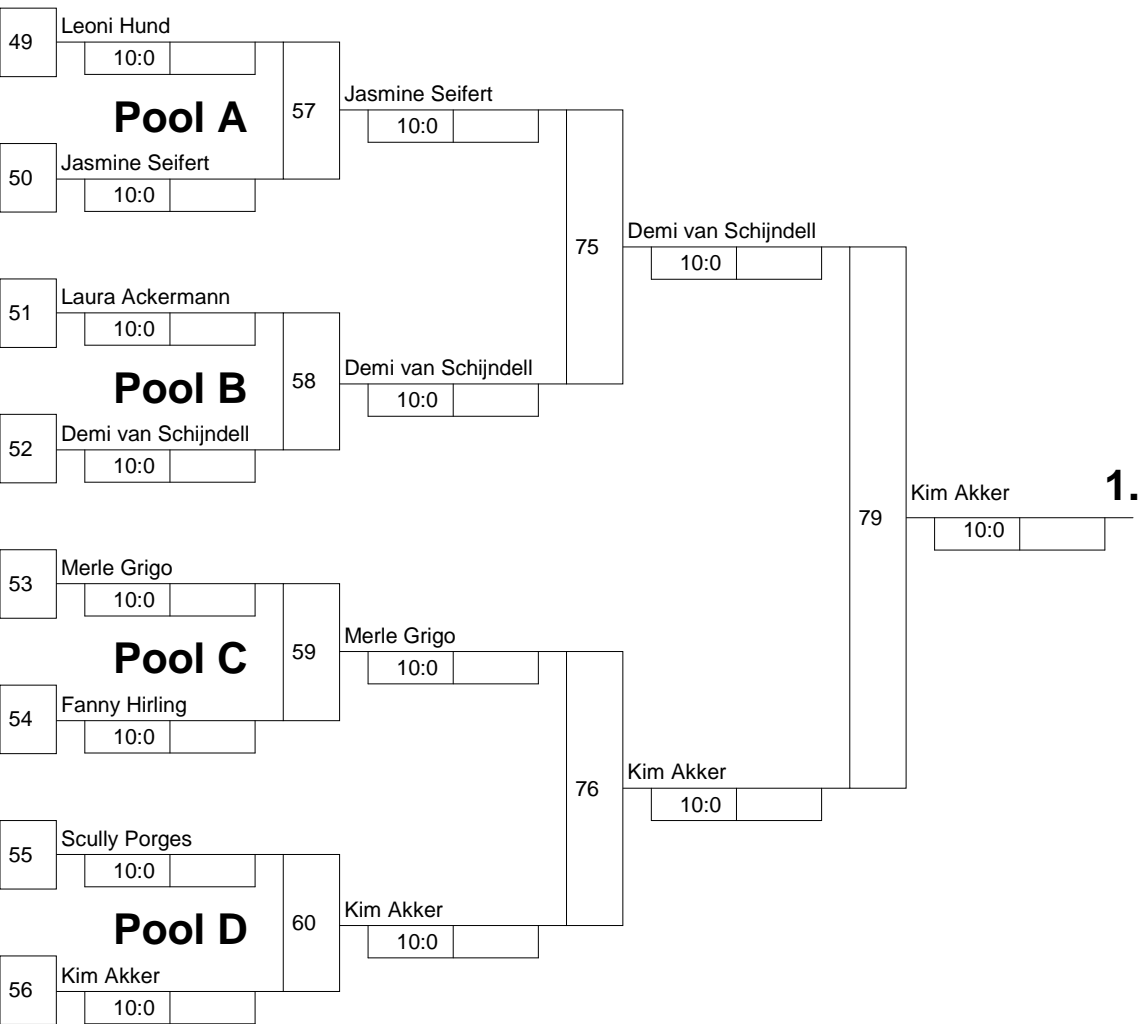 Leoni Hund
49
10:0
Jasmine Seifert
Pool A
57
10:0
Jasmine Seifert
50
10:0
Demi van Schijndell
75
10:0
Laura Ackermann
51
10:0
Demi van Schijndell
Pool B
58
10:0
Demi van Schijndell
52
10:0
Kim Akker
1.
79
10:0
Merle Grigo
53
10:0
Merle Grigo
Pool C
59
10:0
Fanny Hirling
54
10:0
Kim Akker
76
10:0
Scully Porges
55
10:0
Kim Akker
Pool D
60
10:0
Kim Akker
56
10:0